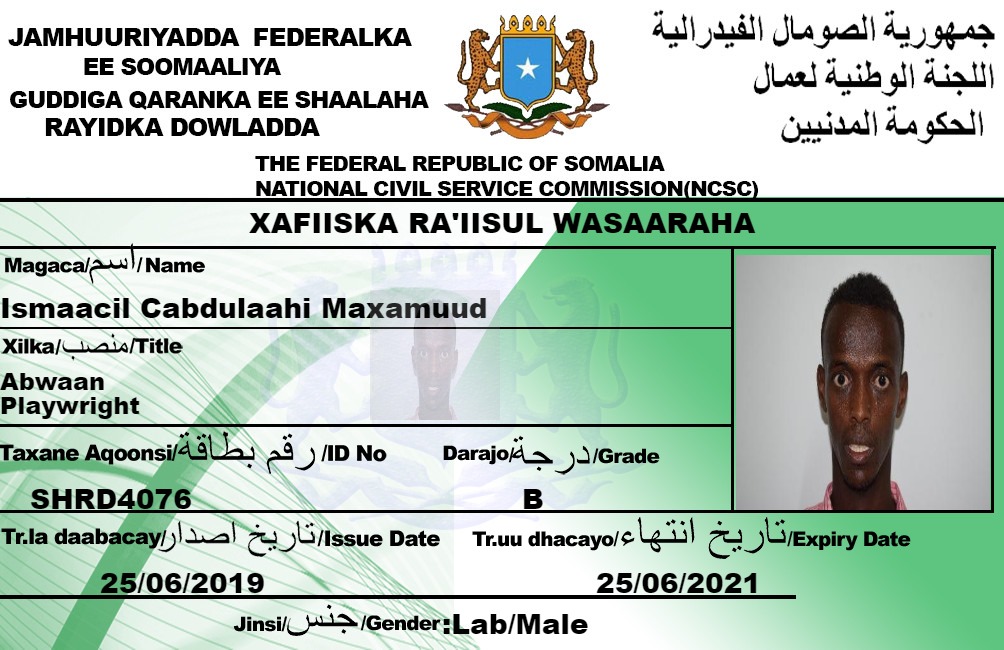 JAMHUURIYADDA FEDERALKA
EE SOOMAALIYA
GUDDIGA QARANKA EE SHAALAHA
RAYIDKA DOWLADDA
جمهورية الصومال الفيدرالية
اللجنة الوطنية لعمال
الحكومة المدنيين
THE FEDERAL REPUBLIC OF SOMALIA
NATIONAL CIVIL SERVICE COMMISSION(NCSC)
XAFIISKA RA'IISUL WASAARAHA
Magaca/اسم/Name
Ismaacil Cabdulaahi Maxamuud
Xilka/منصب/Title
Abwaan
Playwright
Taxane Aqoonsi/رقم بطاقة/ID No
SHRD4076
Darajo/درجة/Grade
B
Tr.la daabacay/تاريخ اصدار/Issue Date
25/06/2019
Tr.uu dhacayo/تاريخ انتهاء/Expiry Date
25/06/2021
Jinsi/جنس/Gender:Lab/Male